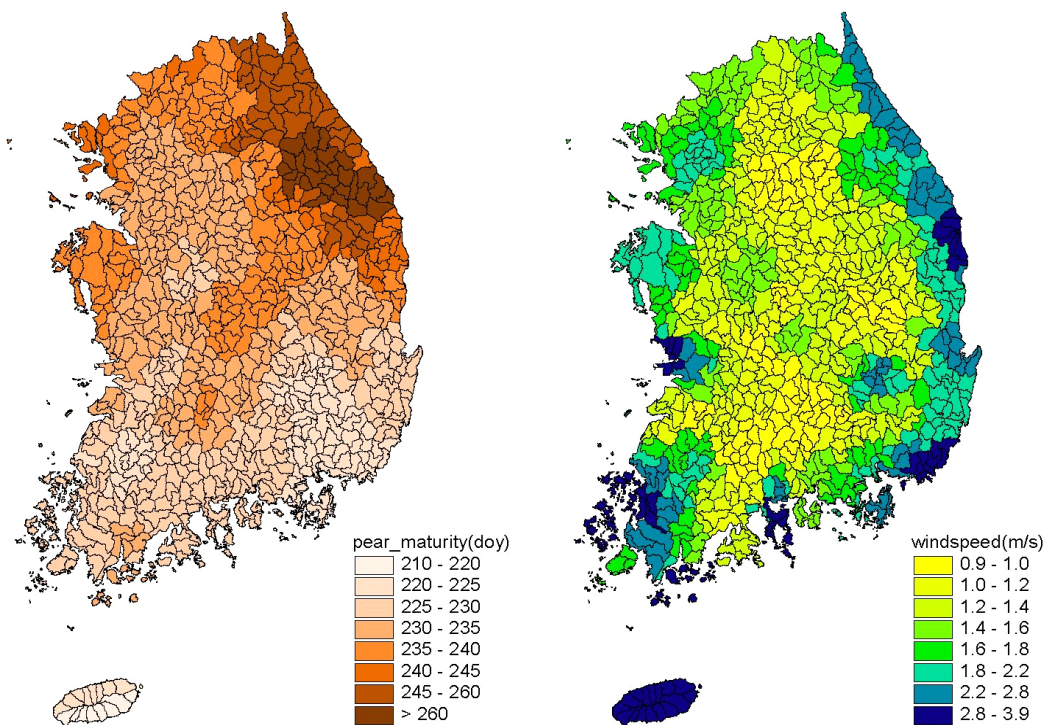 pear_maturity(doy)
210 - 220
220 - 225
225 - 230
230 - 235
235 - 240
240 - 245
245 - 260
> 260
windspeed(m/s)
0.9 - 1.0
1.0 - 1.2
1.2 - 1.4
1.4 - 1.6
1.6 - 1.8
1.8 - 2.2
2.2 - 2.8
2.8 - 3.9